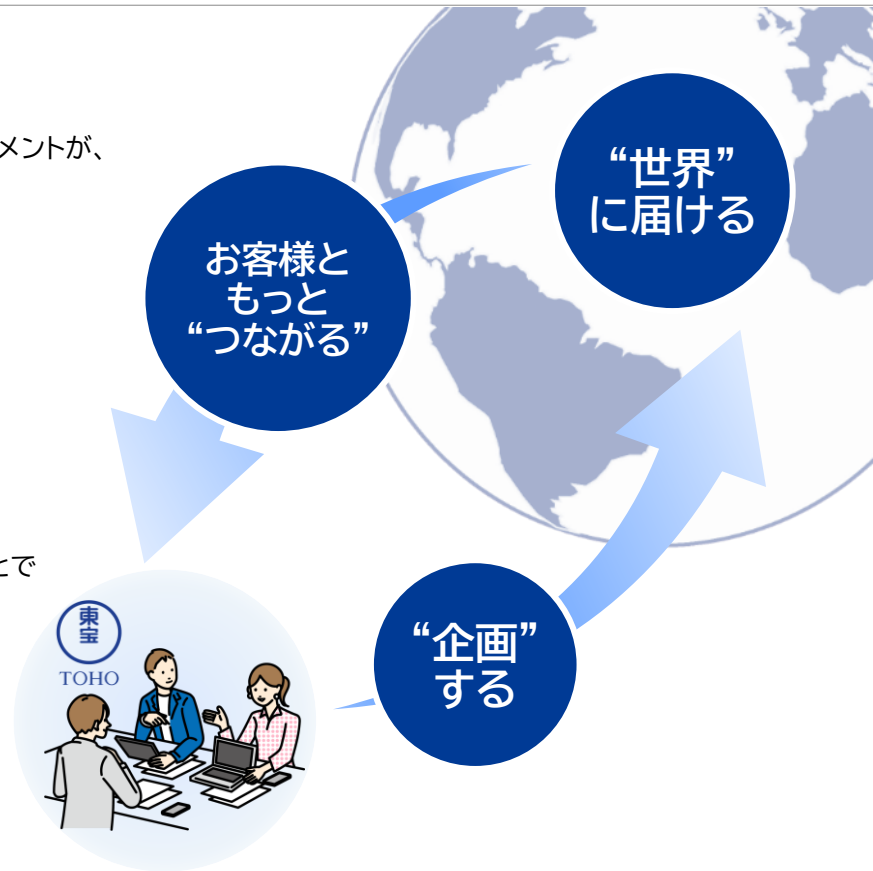 メントが、
“世界”
に届ける
お客様と
もっと
“つながる”
とで
“企画”
する
東
宝
TOHO